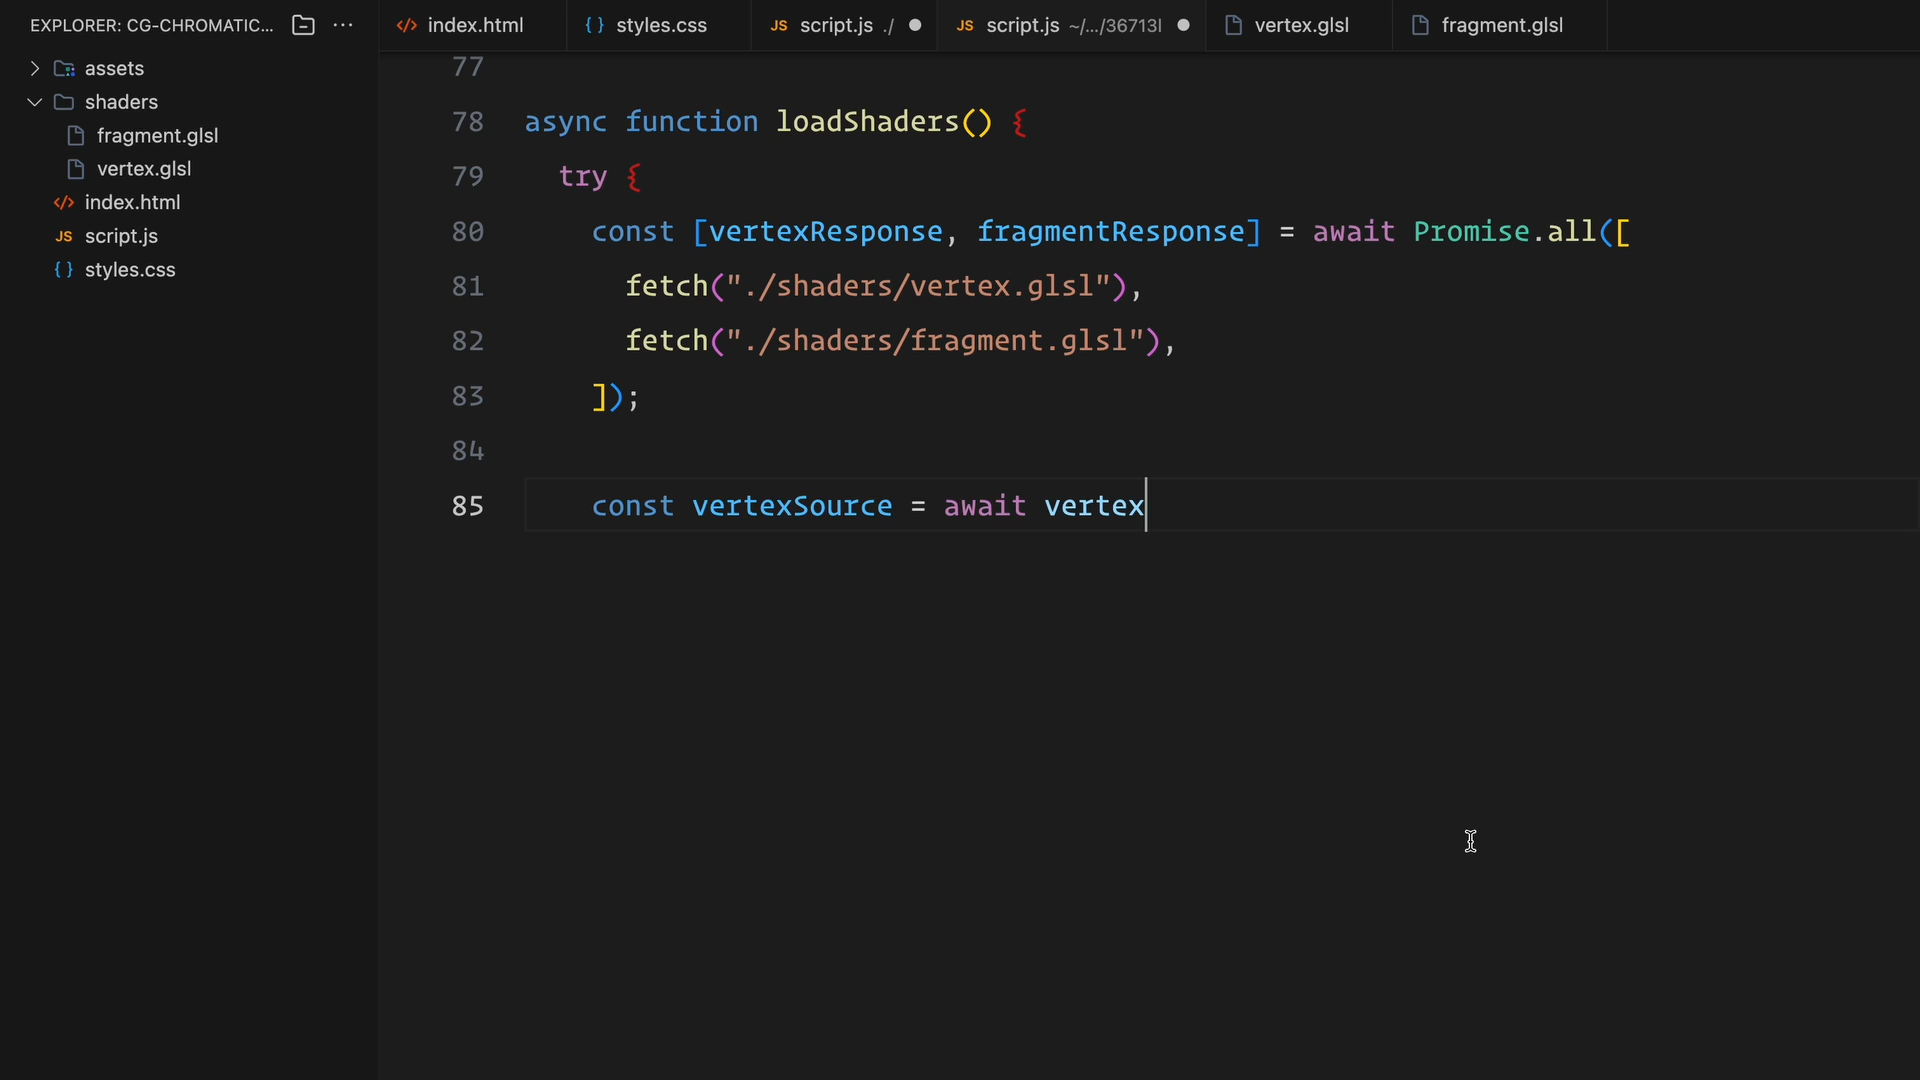 EXPLORER: CG-CHROMATIC...
assets
shaders
fragment.glsl
vertex.glsl
index.html
JS script.js
{ } styles.css
</> index.html
{ } styles.css
JS script.js ./
JS script.js ~/.../36713l
vertex.glsl
fragment.glsl
77
78 async function loadShaders() {
79 try {
80 const [vertexResponse, fragmentResponse] = await Promise.all([
81 fetch("./shaders/vertex.glsl"),
82 fetch("./shaders/fragment.glsl"),
83 ]);
84
85 const vertexSource = await vertex